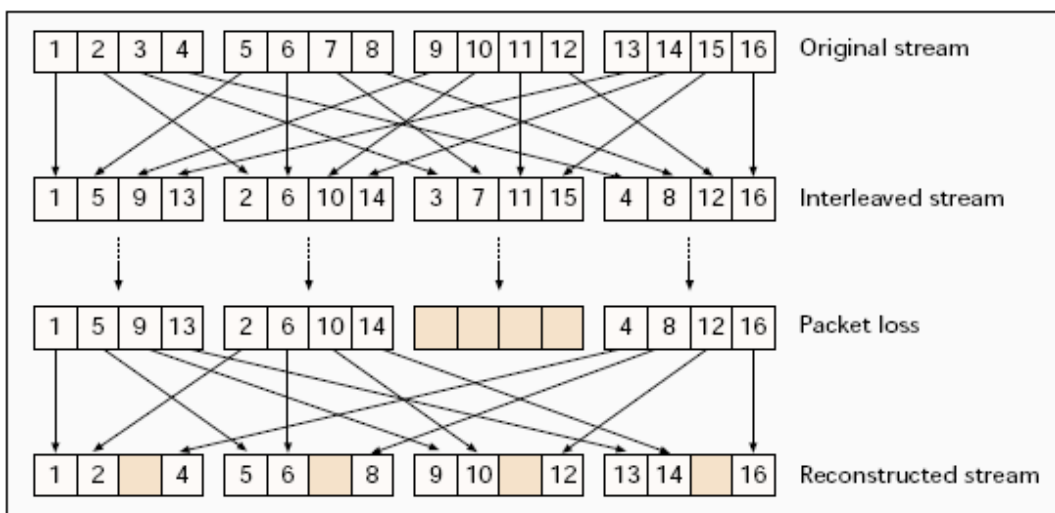 1 2 3 4 5 6 7 8 9 10 11 12 13 14 15 16 Original stream
1 5 9 13 2 6 10 14 3 7 11 15 4 8 12 16 Interleaved stream
1 5 9 13 2 6 10 14 4 8 12 16 Packet loss
1 2 4 5 6 8 9 10 12 13 14 16 Reconstructed stream